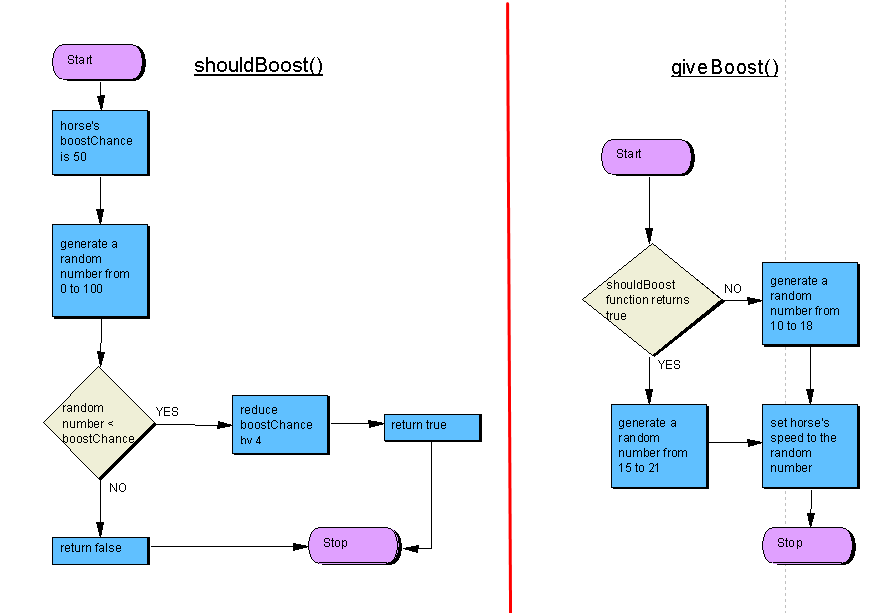 shouldBoost()
Start
horse's
boostChance
is 50
generate a
random
number from
0 to 100
random
number <
boostChance
YES
NO
reduce
boostChance
by 4
return true
return false
Stop
giveBoost()
Start
shouldBoost
function returns
true
NO
YES
generate a
random
number from
10 to 18
generate a
random
number from
15 to 21
set horse's
speed to the
random
number
Stop